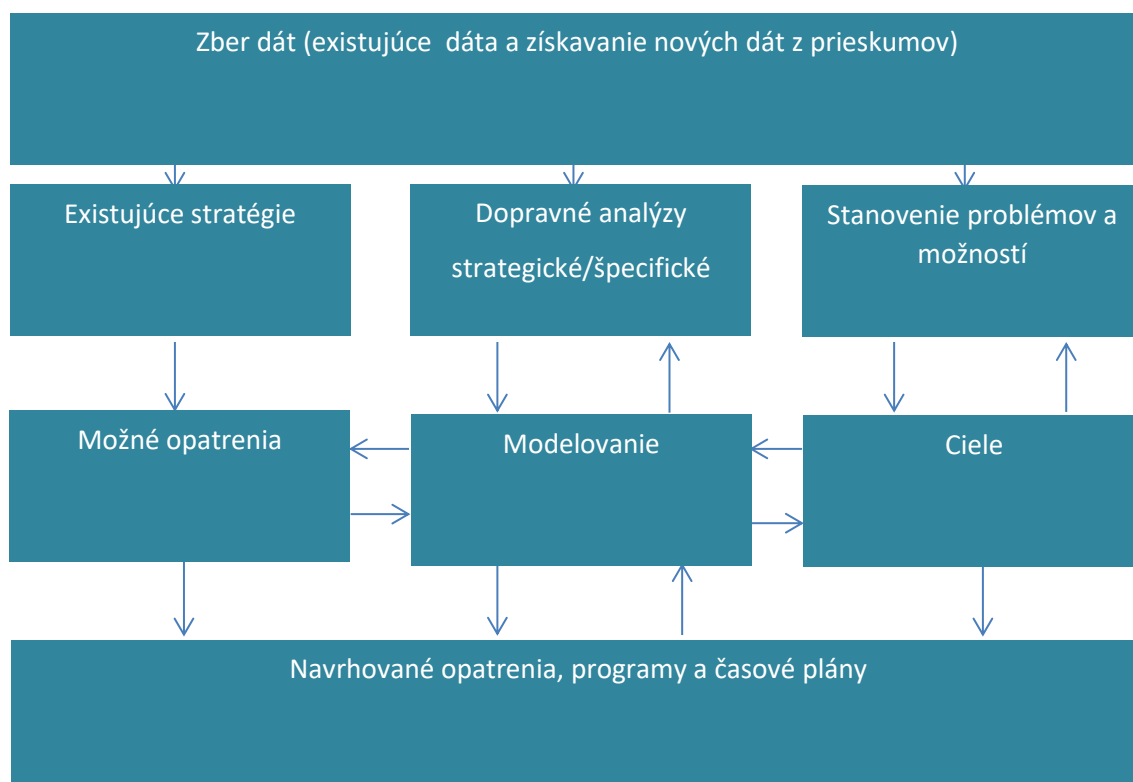 Zber dát (existujúce  dáta a získavanie nových dát z prieskumov)
Existujúce stratégie
Dopravné analýzy
strategické/špecifické
Stanovenie problémov a
možností
Možné opatrenia
Modelovanie
Ciele
Navrhované opatrenia, programy a časové plány